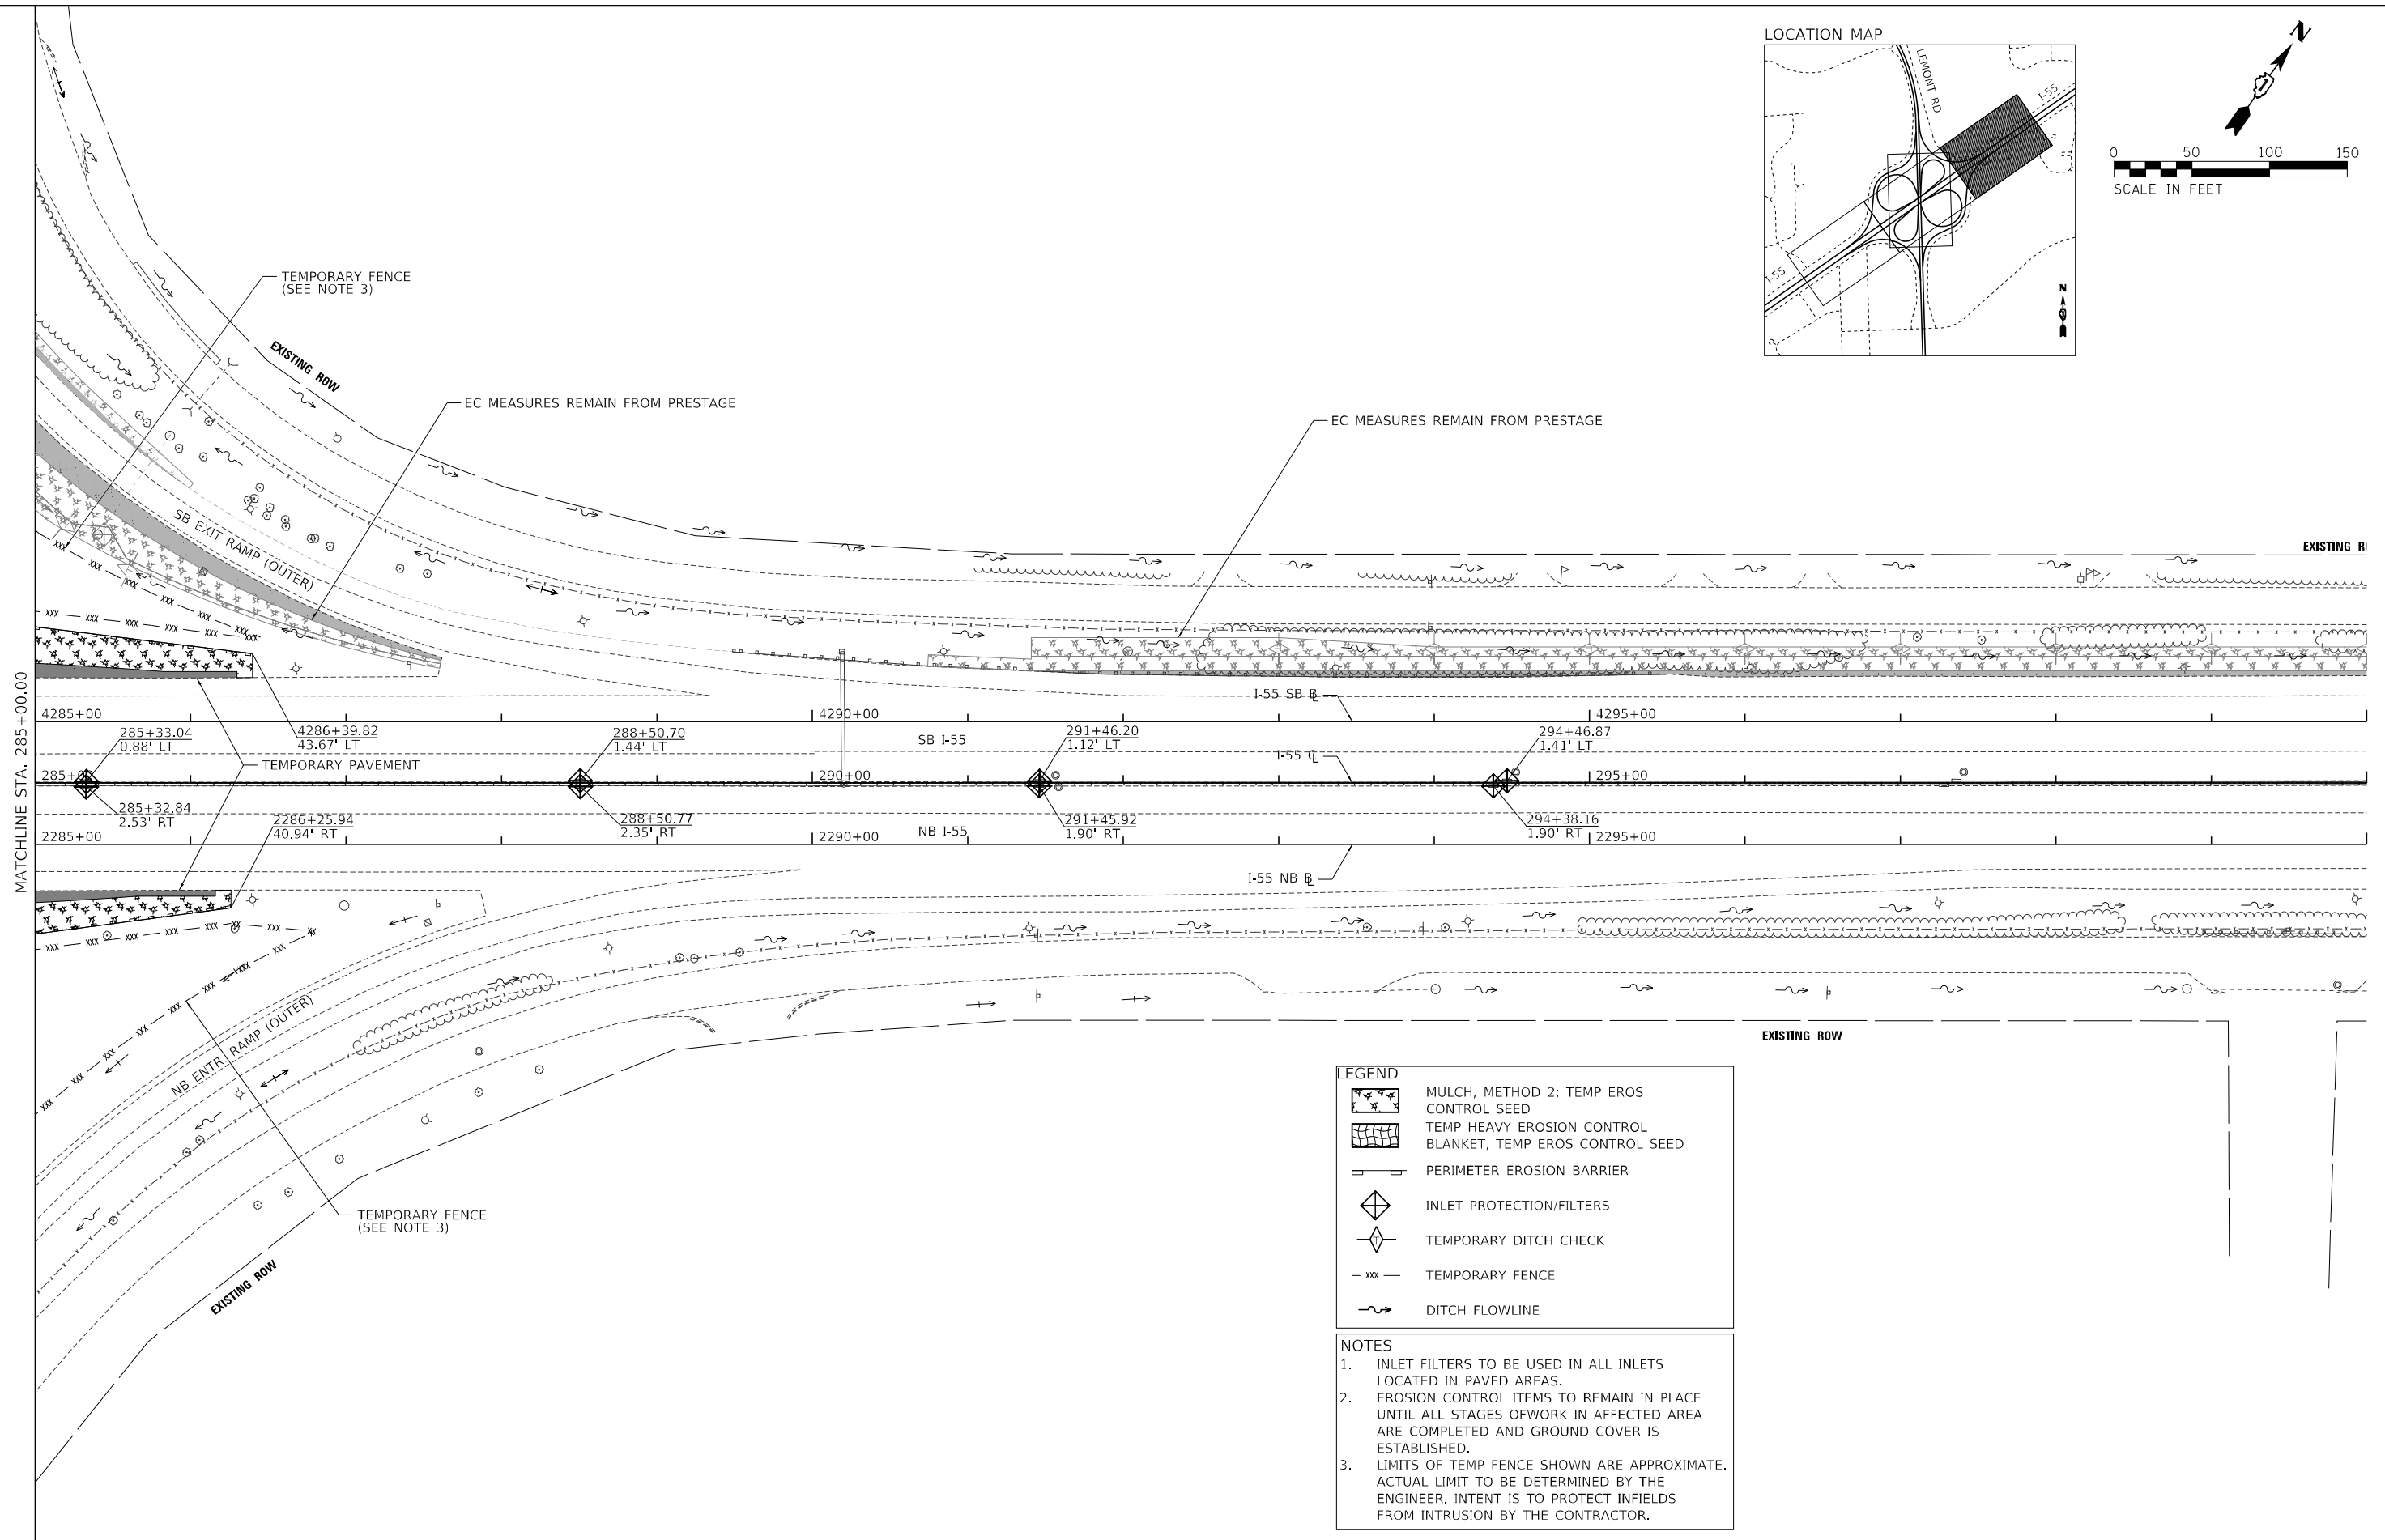 LOCATION MAP
LEMONT RD
I-55
I-55
N
N
1
0 50 100 150
SCALE IN FEET
TEMPORARY FENCE
(SEE NOTE 3)
EXISTING ROW
EC MEASURES REMAIN FROM PRESTAGE
EC MEASURES REMAIN FROM PRESTAGE
SB EXIT RAMP (OUTER)
EXISTING R
MATCHLINE STA. 285+00.00
I-55 SB BL
4285+00
4290+00
4295+00
285+33.04
0.88' LT
4286+39.82
43.67' LT
288+50.70
1.44' LT
SB I-55
291+46.20
1.12' LT
294+46.87
1.41' LT
TEMPORARY PAVEMENT
I-55 CL
285+0
290+00
295+00
285+32.84
2.53' RT
2286+25.94
40.94' RT
288+50.77
2.35' RT
NB I-55
291+45.92
1.90' RT
294+38.16
1.90' RT
2285+00
2290+00
2295+00
I-55 NB BL
NB ENTR RAMP (OUTER)
EXISTING ROW
TEMPORARY FENCE
(SEE NOTE 3)
EXISTING ROW
LEGEND
MULCH, METHOD 2; TEMP EROS
CONTROL SEED
TEMP HEAVY EROSION CONTROL
BLANKET, TEMP EROS CONTROL SEED
PERIMETER EROSION BARRIER
INLET PROTECTION/FILTERS
T
TEMPORARY DITCH CHECK
XXX
TEMPORARY FENCE
DITCH FLOWLINE
NOTES
1. INLET FILTERS TO BE USED IN ALL INLETS
LOCATED IN PAVED AREAS.
2. EROSION CONTROL ITEMS TO REMAIN IN PLACE
UNTIL ALL STAGES OFWORK IN AFFECTED AREA
ARE COMPLETED AND GROUND COVER IS
ESTABLISHED.
3. LIMITS OF TEMP FENCE SHOWN ARE APPROXIMATE.
ACTUAL LIMIT TO BE DETERMINED BY THE
ENGINEER. INTENT IS TO PROTECT INFIELDS
FROM INTRUSION BY THE CONTRACTOR.